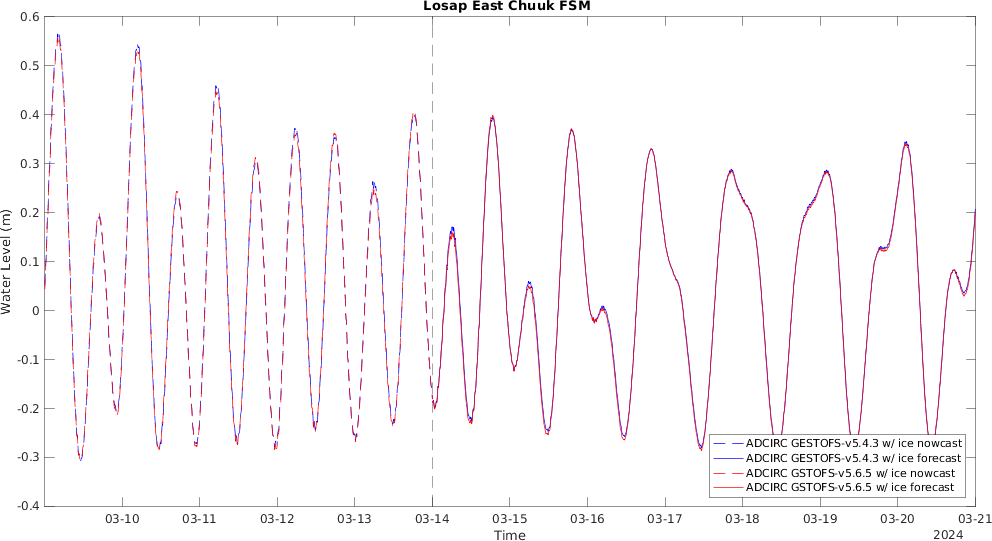 Losap East Chuuk FSM
Water Level (m)
0.6
0.5
0.4
0.3
0.2
0.1
0
-0.1
-0.2
-0.3
-0.4
ADCIRC GESTOFS-v5.4.3 w/ ice nowcast
ADCIRC GESTOFS-v5.4.3 w/ ice forecast
ADCIRC GSTOFS-v5.6.5 w/ ice nowcast
ADCIRC GSTOFS-v5.6.5 w/ ice forecast
03-10 03-11 03-12 03-13 03-14 03-15 03-16 03-17 03-18 03-19 03-20 03-21
Time
2024